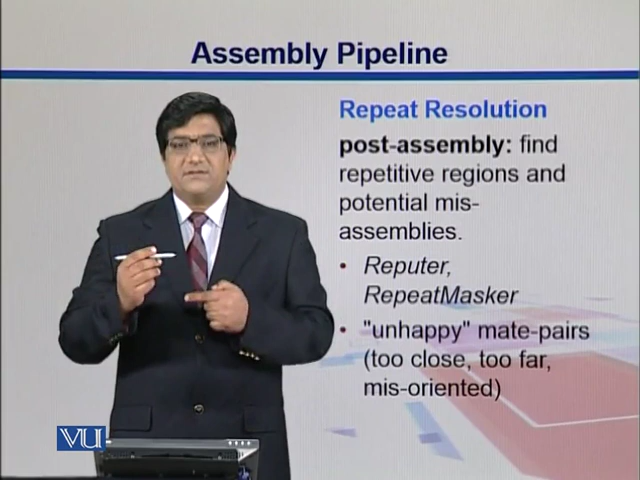 Assembly Pipeline
Repeat Resolution
post-assembly: find
repetitive regions and
potential mis-
assemblies.
• Reputer,
RepeatMasker
• "unhappy" mate-pairs
(too close, too far,
mis-oriented)
VU